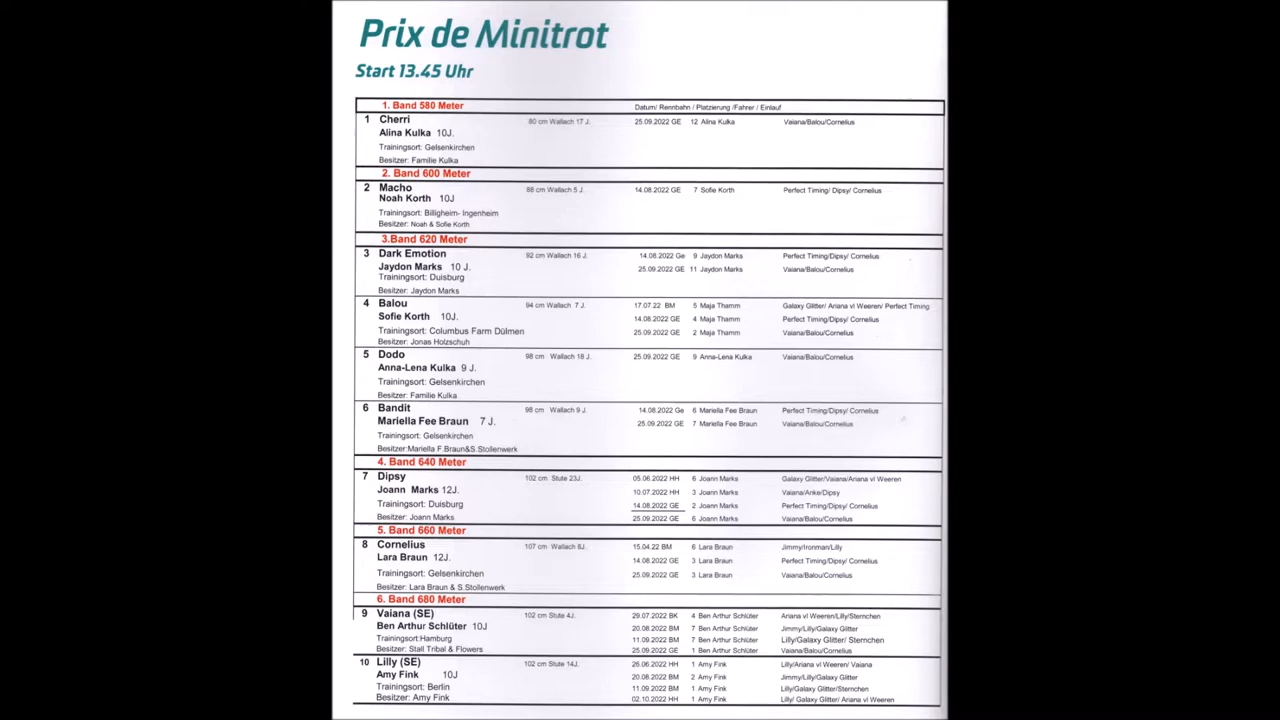 Prix de Minitrot
Start 13.45 Uhr
1. Band 580 Meter Datum/ Rennbahn / Platzierung /Fahrer / Einlauf
1 Cherri 80 cm Wallach 17 J. 25.09.2022 GE 12 Alina Kulka Vaiana/Balou/Cornelius
Alina Kulka 10J.
Trainingsort: Gelsenkirchen
Besitzer: Familie Kulka
2. Band 600 Meter
2 Macho 88 cm Wallach 5 J. 14.08.2022 GE 7 Sofie Korth Perfect Timing/ Dipsy/ Cornelius
Noah Korth 10J
Trainingsort: Billigheim- Ingenheim
Besitzer: Noah & Sofie Korth
3.Band 620 Meter
3 Dark Emotion 92 cm Wallach 16 J. 14.08.2022 Ge 9 Jaydon Marks Perfect Timing/Dipsy/ Cornelius
Jaydon Marks 10 J. 25.09.2022 GE 11 Jaydon Marks Vaiana/Balou/Cornelius
Trainingsort: Duisburg
Besitzer: Jaydon Marks
4 Balou 94 cm Wallach 7 J. 17.07.22 BM 5 Maja Thamm Galaxy Glitter/ Ariana vl Weeren/ Perfect Timing
Sofie Korth 10J. 14.08.2022 GE 4 Maja Thamm Perfect Timing/Dipsy/ Cornelius
Trainingsort: Columbus Farm Dülmen 25.09.2022 GE 2 Maja Thamm Vaiana/Balou/Cornelius
Besitzer: Jonas Holzschuh
5 Dodo 98 cm Wallach 18 J. 25.09.2022 GE 9 Anna-Lena Kulka Vaiana/Balou/Cornelius
Anna-Lena Kulka 9 J.
Trainingsort: Gelsenkirchen
Besitzer: Familie Kulka
6 Bandit 98 cm Wallach 9 J. 14.08.2022 Ge 6 Mariella Fee Braun Perfect Timing/Dipsy/ Cornelius
Mariella Fee Braun 7 J. 25.09.2022 GE 7 Mariella Fee Braun Vaiana/Balou/Cornelius
Trainingsort: Gelsenkirchen
Besitzer:Mariella F.Braun&S.Stollenwerk
4. Band 640 Meter
7 Dipsy 102 cm Stute 23J. 05.06.2022 HH 6 Joann Marks Galaxy Glitter/Vaiana/Ariana vl Weeren
Joann Marks 12J. 10.07.2022 HH 3 Joann Marks Vaiana/Anke/Dipsy
Trainingsort: Duisburg 14.08.2022 GE 2 Joann Marks Perfect Timing/Dipsy/ Cornelius
Besitzer: Joann Marks 25.09.2022 GE 6 Joann Marks Vaiana/Balou/Cornelius
5. Band 660 Meter
8 Cornelius 107 cm Wallach 8J. 15.04.22 BM 6 Lara Braun Jimmy/Ironman/Lilly
Lara Braun 12J. 14.08.2022 GE 3 Lara Braun Perfect Timing/Dipsy/ Cornelius
Trainingsort: Gelsenkirchen 25.09.2022 GE 3 Lara Braun Vaiana/Balou/Cornelius
Besitzer: Lara Braun & S.Stollenwerk
6. Band 680 Meter
9 Vaiana (SE) 102 cm Stute 4J. 29.07.2022 BK 4 Ben Arthur Schlüter Ariana vl Weeren/Lilly/Sternchen
Ben Arthur Schlüter 10J 20.08.2022 BM 7 Ben Arthur Schlüter Jimmy/Lilly/Galaxy Glitter
Trainingsort:Hamburg 11.09.2022 BM 7 Ben Arthur Schlüter Lilly/Galaxy Glitter/ Sternchen
Besitzer: Stall Tribal & Flowers 25.09.2022 GE 1 Ben Arthur Schlüter Vaiana/Balou/Cornelius
10 Lilly (SE) 102 cm Stute 14J. 26.06.2022 HH 1 Amy Fink Lilly/Ariana vl Weeren/ Vaiana
Amy Fink 10J 20.08.2022 BM 2 Amy Fink Jimmy/Lilly/Galaxy Glitter
Trainingsort: Berlin 11.09.2022 BM 1 Amy Fink Lilly/Galaxy Glitter/Sternchen
Besitzer: Amy Fink 02.10.2022 HH 1 Amy Fink Lilly/ Galaxy Glitter/ Ariana vl Weeren